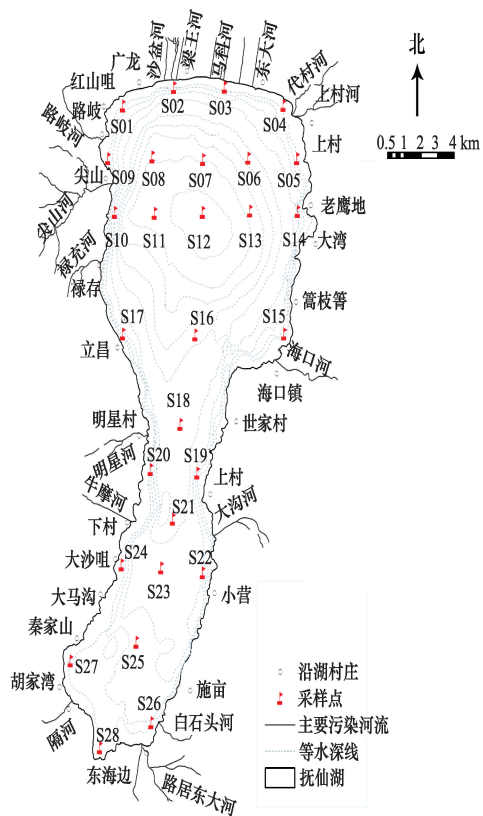 沙盆河
梁王河
马料河
东大河
北
广龙
代村河
红山咀
S02
S03
上村河
路岐
S01
S04
0.5 1 2 3 4 km
路岐河
上村
尖山
S09
S08
S07
S06
S05
尖山河
老鹰地
S10
S11
S12
S13
S14
大湾
禄充河
禄存
蒿枝箐
S17
S16
S15
立昌
海口河
海口镇
S18
明星村
世家村
明星河
S20
S19
上村
牛摩河
S21
大沟河
下村
大沙咀
S24
S22
大马沟
S23
小营
秦家山
S25
S27
沿湖村庄
胡家湾
施亩
采样点
S26
白石头河
主要污染河流
隔河
S28
等水深线
东海边
抚仙湖
路居东大河